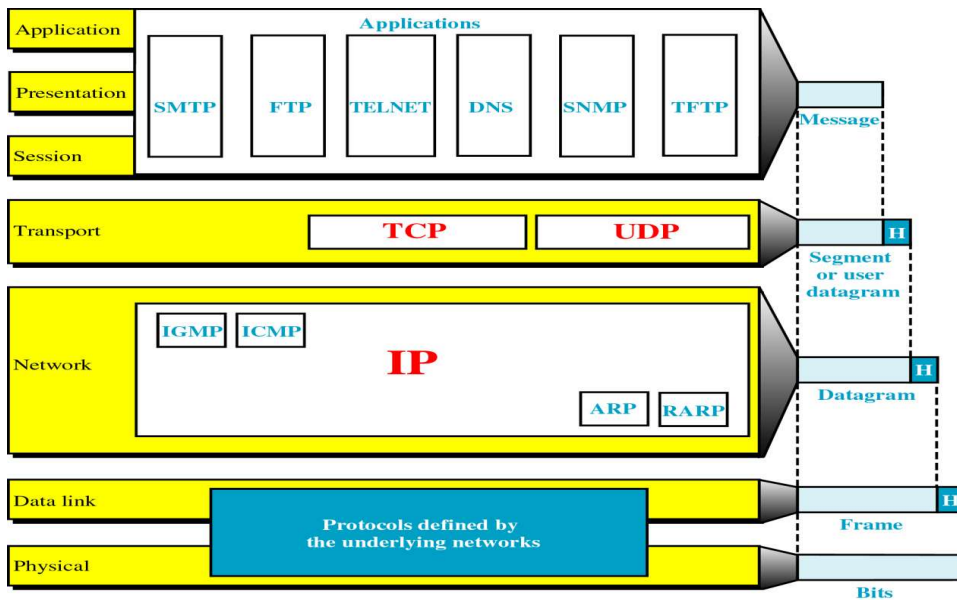 Application
Presentation
Session
Applications
SMTP
FTP
TELNET
DNS
SNMP
TFTP
Message
Transport
TCP
UDP
H
Segment
or user
datagram
Network
IGMP
ICMP
IP
ARP
RARP
H
Datagram
Data link
Physical
Protocols defined by
the underlying networks
H
Frame
Bits